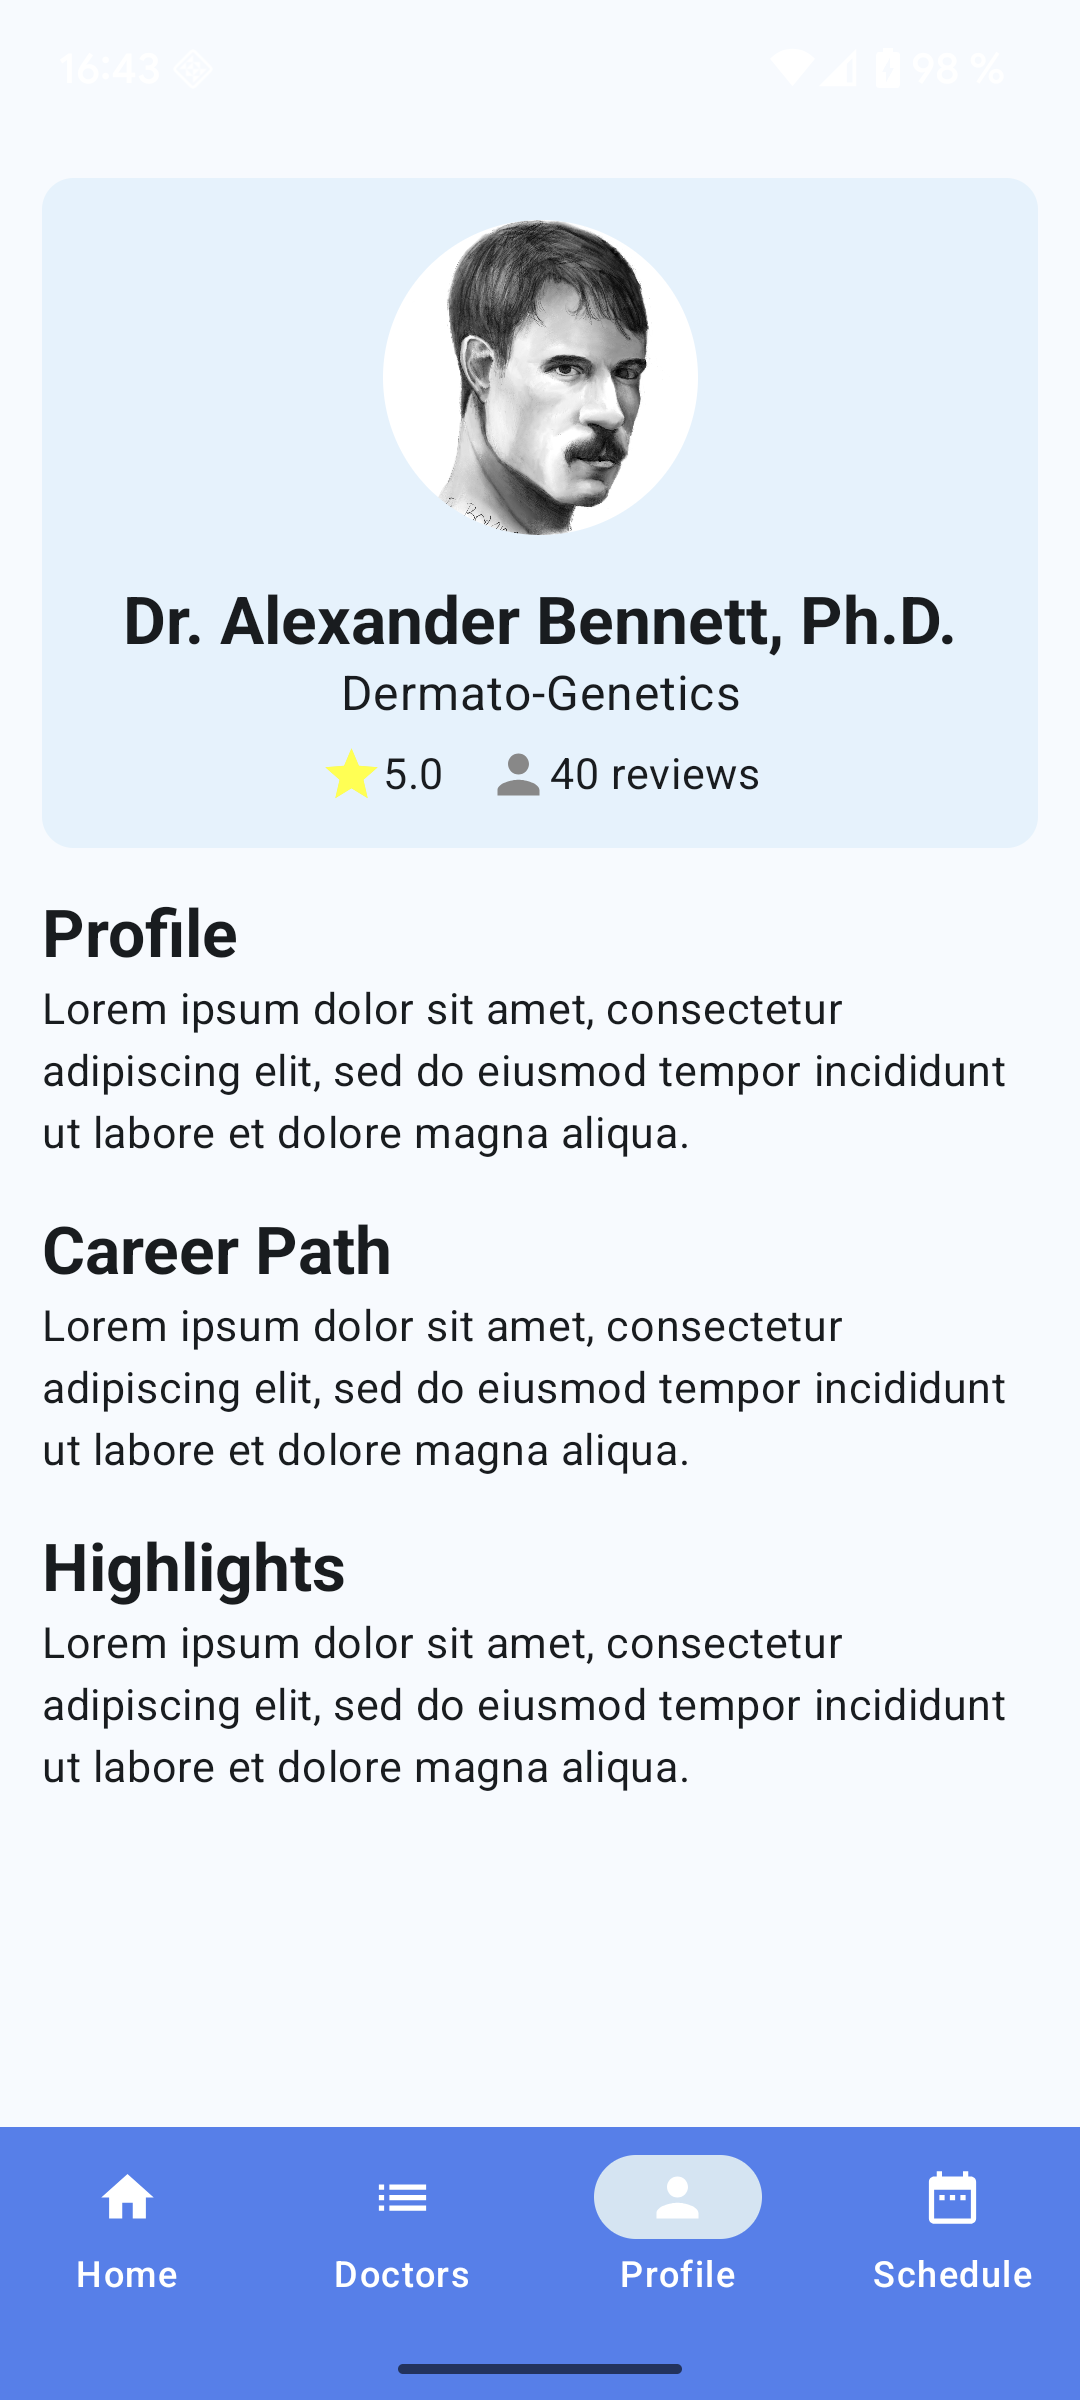 16:43
98 %
Dr. Alexander Bennett, Ph.D.
Dermato-Genetics
5.0 40 reviews
Profile
Lorem ipsum dolor sit amet, consectetur
adipiscing elit, sed do eiusmod tempor incididunt
ut labore et dolore magna aliqua.
Career Path
Lorem ipsum dolor sit amet, consectetur
adipiscing elit, sed do eiusmod tempor incididunt
ut labore et dolore magna aliqua.
Highlights
Lorem ipsum dolor sit amet, consectetur
adipiscing elit, sed do eiusmod tempor incididunt
ut labore et dolore magna aliqua.
Home Doctors Profile Schedule